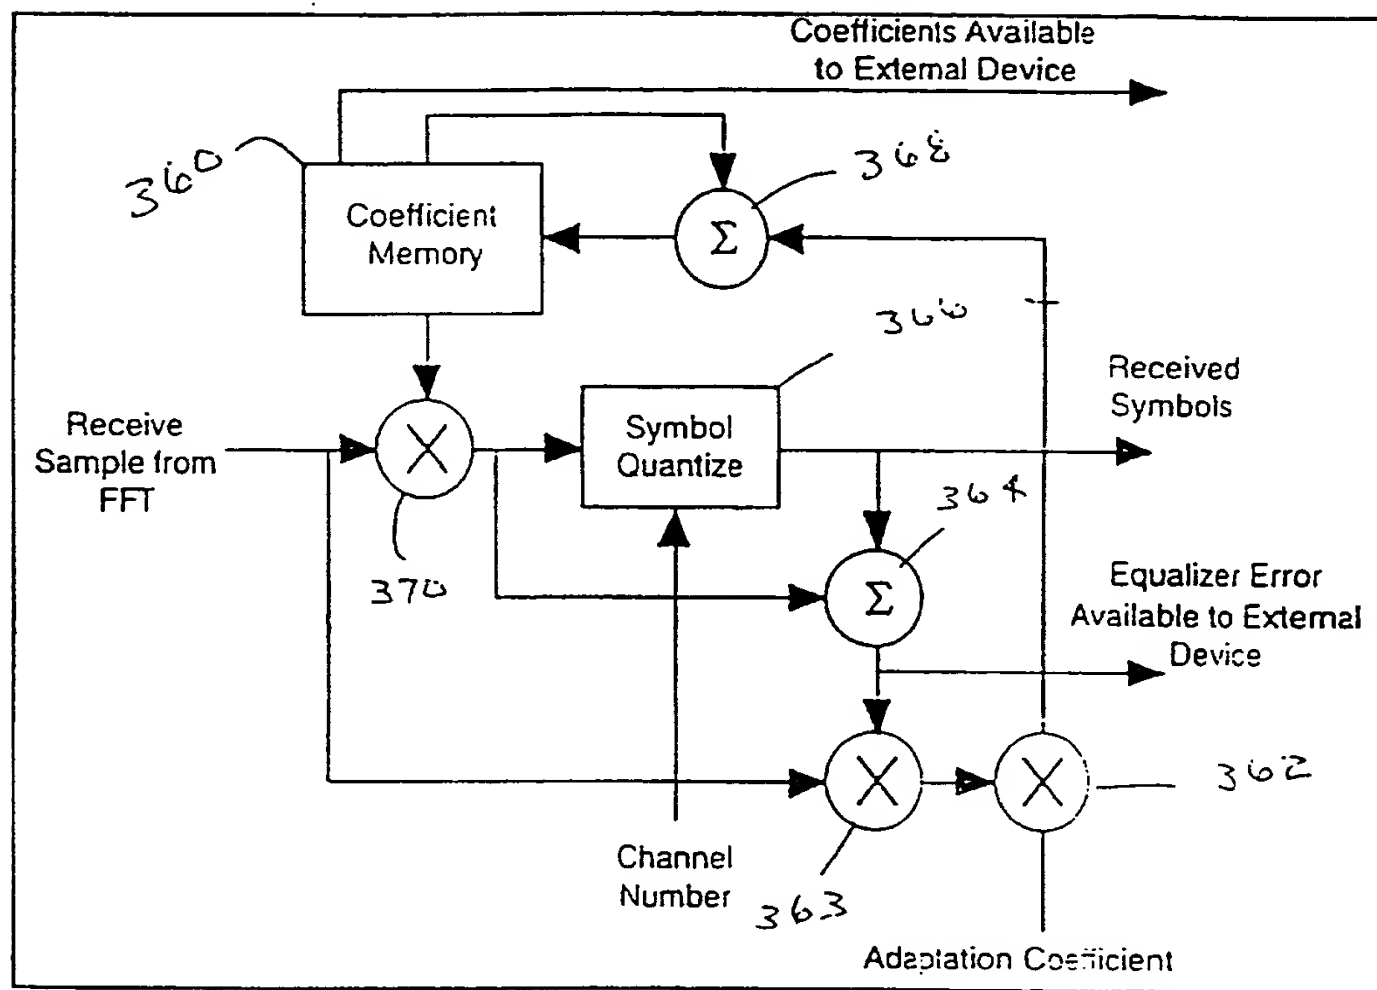 Coefficients Available
to External Device
360
368
Coefficient
Memory
Σ
366
Received
Symbols
Receive
Sample from
FFT
Symbol
Quantize
364
370
Σ
Equalizer Error
Available to External
Device
362
Channel
Number
363
Adaptation Coefficient